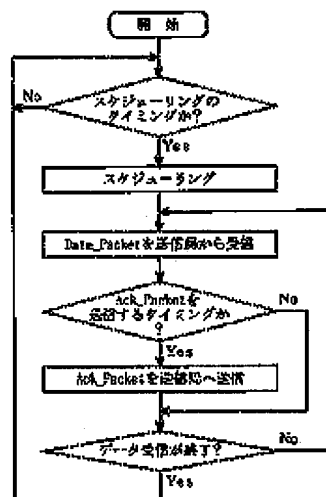 開始
スケジューリングの
タイミングか?
No
Yes
スケジューリング
Data_Packetを送信局から受信
Ack_Packetを
送信するタイミングか
?
No
Yes
Ack_Packetを送信局へ送信
データ受信が終了?
No
Yes